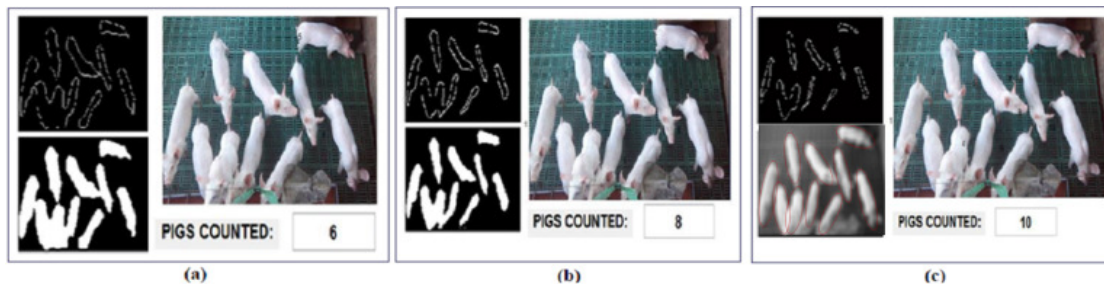 PIGS COUNTED: 6
PIGS COUNTED: 8
PIGS COUNTED: 10
(a)
(b)
(c)